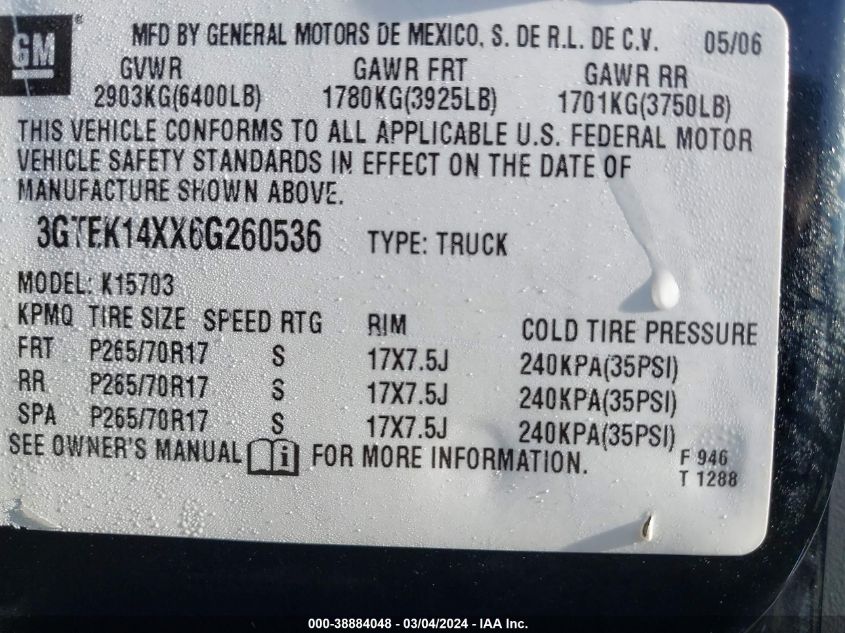 GM
MFD BY GENERAL MOTORS DE MEXICO, S. DE R.L. DE C.V. 05/06
GVWR GAWR FRT GAWR RR
2903KG(6400LB) 1780KG(3925LB) 1701KG(3750LB)
THIS VEHICLE CONFORMS TO ALL APPLICABLE U.S. FEDERAL MOTOR
VEHICLE SAFETY STANDARDS IN EFFECT ON THE DATE OF
MANUFACTURE SHOWN ABOVE.
3GTEK14XX6G260536 TYPE: TRUCK
MODEL: K15703
KPMQ TIRE SIZE SPEED RTG RIM COLD TIRE PRESSURE
FRT P265/70R17 S 17X7.5J 240KPA(35PSI)
RR P265/70R17 S 17X7.5J 240KPA(35PSI)
SPA P265/70R17 S 17X7.5J 240KPA(35PSI)
SEE OWNER'S MANUAL i FOR MORE INFORMATION.
F 946
T 1288
000-38884048 - 03/04/2024 - IAA Inc.